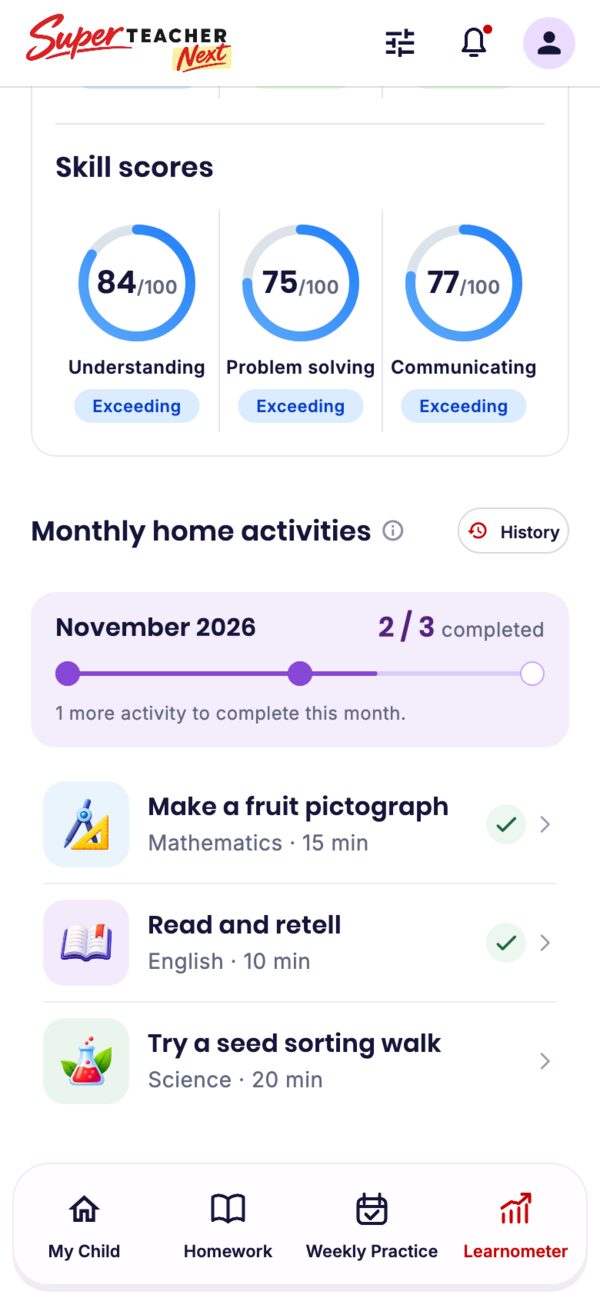 Super TEACHER
Next
Skill scores
84/100
75/100
77/100
Understanding
Problem solving
Communicating
Exceeding
Exceeding
Exceeding
Monthly home activities
History
November 2026
2 / 3 completed
1 more activity to complete this month.
Make a fruit pictograph
Mathematics · 15 min
Read and retell
English · 10 min
Try a seed sorting walk
Science · 20 min
My Child
Homework
Weekly Practice
Learnometer